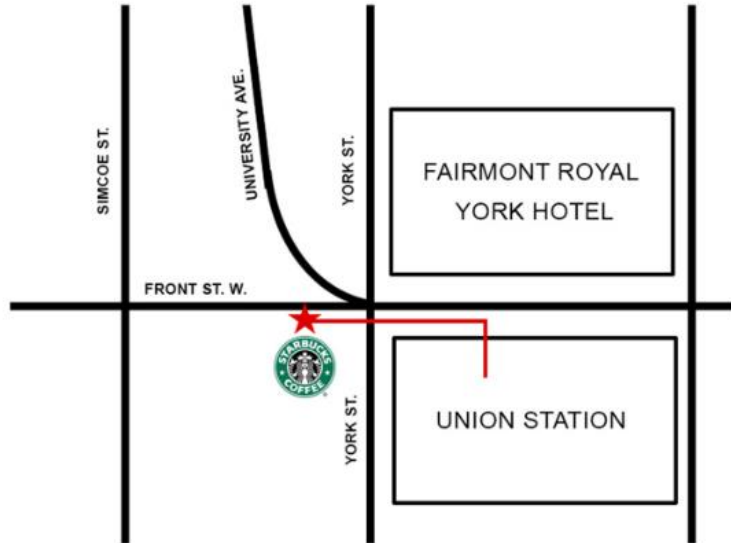 SIMCOE ST.
UNIVERSITY AVE.
YORK ST.
FAIRMONT ROYAL
YORK HOTEL
FRONT ST. W.
STARBUCKS
COFFEE
YORK ST.
UNION STATION